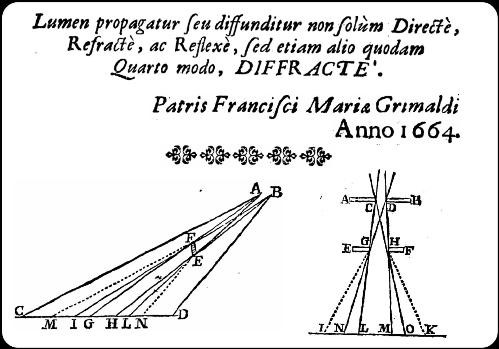 Lumen propagatur ſeu diffunditur non ſolùm Directè,
Refractè, ac Reflexè, ſed etiam alio quodam
Quarto modo, DIFFRACTE'.
Patris Franciſci Mariæ Grimaldi
Anno 1664.
A B
F
E
C M I G H L N D
A C D B
E G H F
I N L M O K